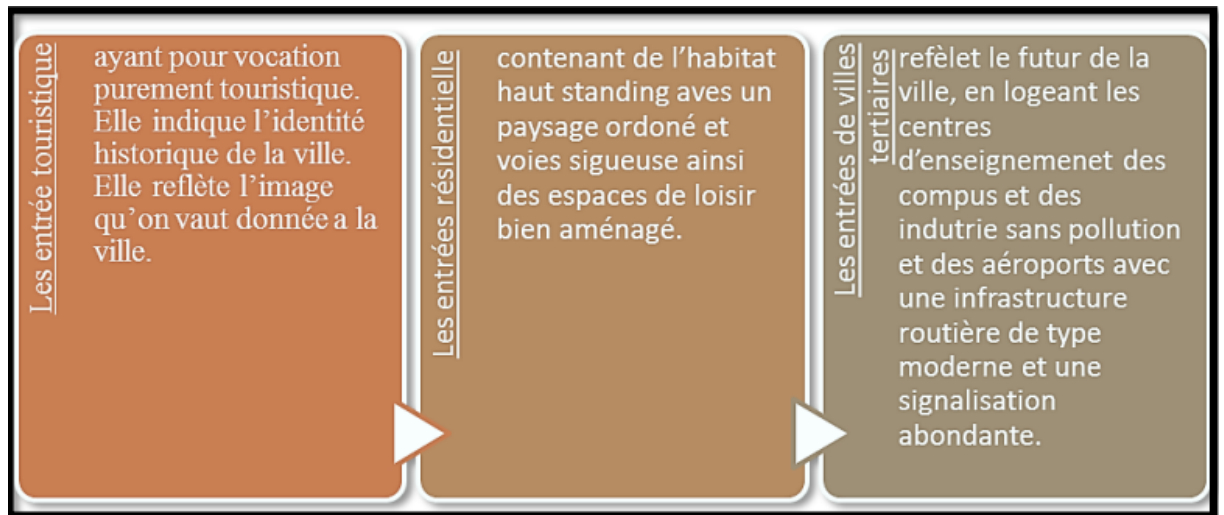 Les entrée touristique
ayant pour vocation
purement touristique.
Elle indique l’identité
historique de la ville.
Elle reflète l’image
qu’on vaut donnée a la
ville.
Les entrées résidentielle
contenant de l’habitat
haut standing aves un
paysage ordoné et
voies sigueuse ainsi
des espaces de loisir
bien aménagé.
Les entrées de villes
tertiaires
refèlet le futur de la
ville, en logeant les
centres
d’enseignemenet des
compus et des
indutrie sans pollution
et des aéroports avec
une infrastructure
routière de type
moderne et une
signalisation
abondante.